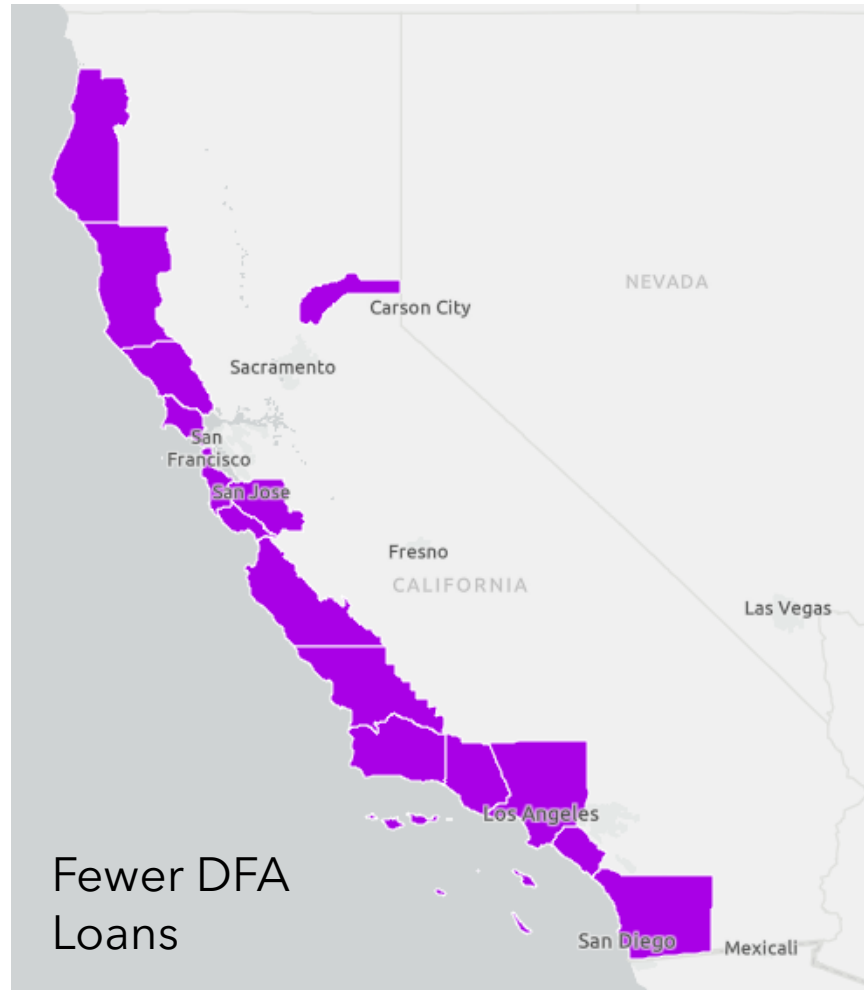 NEVADA
Carson City
Sacramento
San
Francisco
San Jose
Fresno
CALIFORNIA
Las Vegas
Los Angeles
Fewer DFA
Loans
San Diego
Mexicali